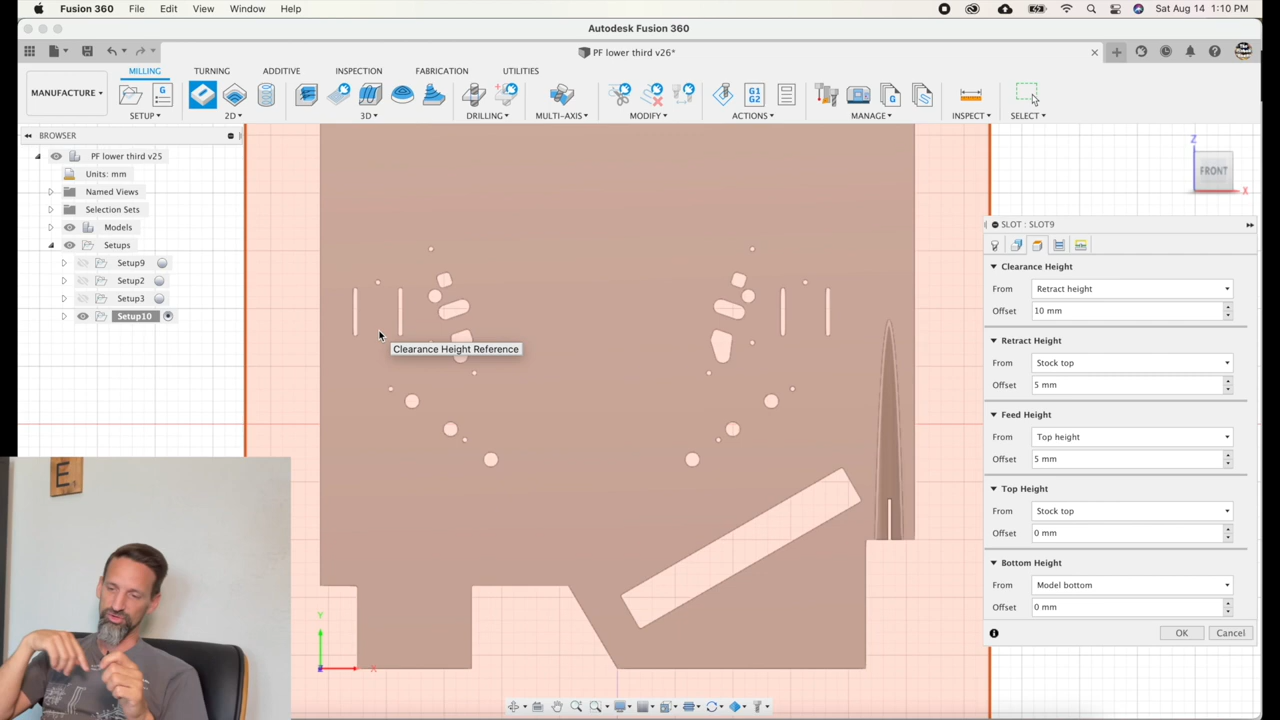 Fusion 360 File Edit View Window Help Sat Aug 14 1:10 PM
Autodesk Fusion 360
PF lower third v26*
MILLING TURNING ADDITIVE INSPECTION FABRICATION UTILITIES
MANUFACTURE
SETUP 2D 3D DRILLING MULTI-AXIS MODIFY ACTIONS MANAGE INSPECT SELECT
BROWSER
PF lower third v25
Units: mm
Named Views
Selection Sets
Models
Setups
Setup9
Setup2
Setup3
Setup10
Clearance Height Reference
Z
FRONT
X
SLOT : SLOT9
Clearance Height
From Retract height
Offset 10 mm
Retract Height
From Stock top
Offset 5 mm
Feed Height
From Top height
Offset 5 mm
Top Height
From Stock top
Offset 0 mm
Bottom Height
From Model bottom
Offset 0 mm
OK Cancel
Y
X
E